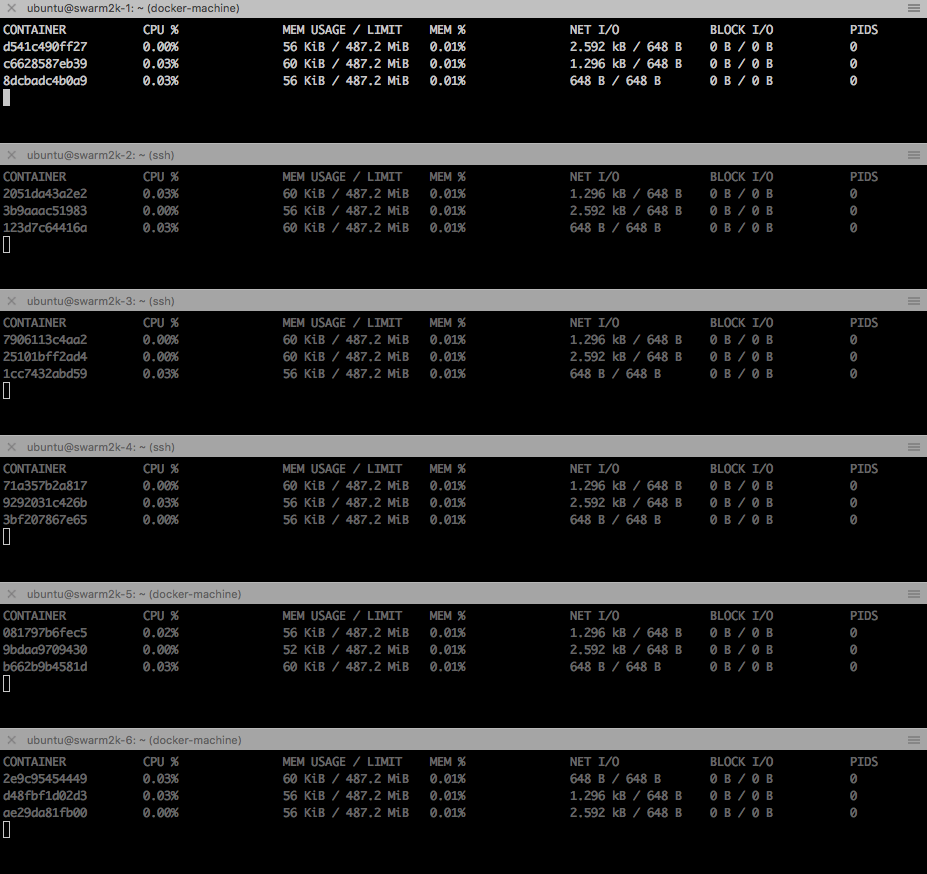 ubuntu@swarm2k-1: ~ (docker-machine)
CONTAINER CPU % MEM USAGE / LIMIT MEM % NET I/O BLOCK I/O PIDS
d541c490ff27 0.00% 56 KiB / 487.2 MiB 0.01% 2.592 kB / 648 B 0 B / 0 B 0
c6628587eb39 0.03% 60 KiB / 487.2 MiB 0.01% 1.296 kB / 648 B 0 B / 0 B 0
8dcbadc4b0a9 0.03% 56 KiB / 487.2 MiB 0.01% 648 B / 648 B 0 B / 0 B 0
ubuntu@swarm2k-2: ~ (ssh)
CONTAINER CPU % MEM USAGE / LIMIT MEM % NET I/O BLOCK I/O PIDS
2051da43a2e2 0.03% 60 KiB / 487.2 MiB 0.01% 1.296 kB / 648 B 0 B / 0 B 0
3b9aaac51983 0.00% 56 KiB / 487.2 MiB 0.01% 2.592 kB / 648 B 0 B / 0 B 0
123d7c64416a 0.03% 60 KiB / 487.2 MiB 0.01% 648 B / 648 B 0 B / 0 B 0
ubuntu@swarm2k-3: ~ (ssh)
CONTAINER CPU % MEM USAGE / LIMIT MEM % NET I/O BLOCK I/O PIDS
7906113c4aa2 0.00% 60 KiB / 487.2 MiB 0.01% 1.296 kB / 648 B 0 B / 0 B 0
25101bff2ad4 0.00% 60 KiB / 487.2 MiB 0.01% 2.592 kB / 648 B 0 B / 0 B 0
1cc7432abd59 0.03% 56 KiB / 487.2 MiB 0.01% 648 B / 648 B 0 B / 0 B 0
ubuntu@swarm2k-4: ~ (ssh)
CONTAINER CPU % MEM USAGE / LIMIT MEM % NET I/O BLOCK I/O PIDS
71a357b2a817 0.00% 60 KiB / 487.2 MiB 0.01% 1.296 kB / 648 B 0 B / 0 B 0
9292031c426b 0.03% 56 KiB / 487.2 MiB 0.01% 2.592 kB / 648 B 0 B / 0 B 0
3bf207867e65 0.00% 56 KiB / 487.2 MiB 0.01% 648 B / 648 B 0 B / 0 B 0
ubuntu@swarm2k-5: ~ (docker-machine)
CONTAINER CPU % MEM USAGE / LIMIT MEM % NET I/O BLOCK I/O PIDS
081797b6fec5 0.02% 56 KiB / 487.2 MiB 0.01% 1.296 kB / 648 B 0 B / 0 B 0
9bdaa9709430 0.00% 52 KiB / 487.2 MiB 0.01% 2.592 kB / 648 B 0 B / 0 B 0
b662b9b4581d 0.03% 60 KiB / 487.2 MiB 0.01% 648 B / 648 B 0 B / 0 B 0
ubuntu@swarm2k-6: ~ (docker-machine)
CONTAINER CPU % MEM USAGE / LIMIT MEM % NET I/O BLOCK I/O PIDS
2e9c95454449 0.03% 60 KiB / 487.2 MiB 0.01% 648 B / 648 B 0 B / 0 B 0
d48fbf1d02d3 0.03% 56 KiB / 487.2 MiB 0.01% 1.296 kB / 648 B 0 B / 0 B 0
ae29da81fb00 0.00% 56 KiB / 487.2 MiB 0.01% 2.592 kB / 648 B 0 B / 0 B 0